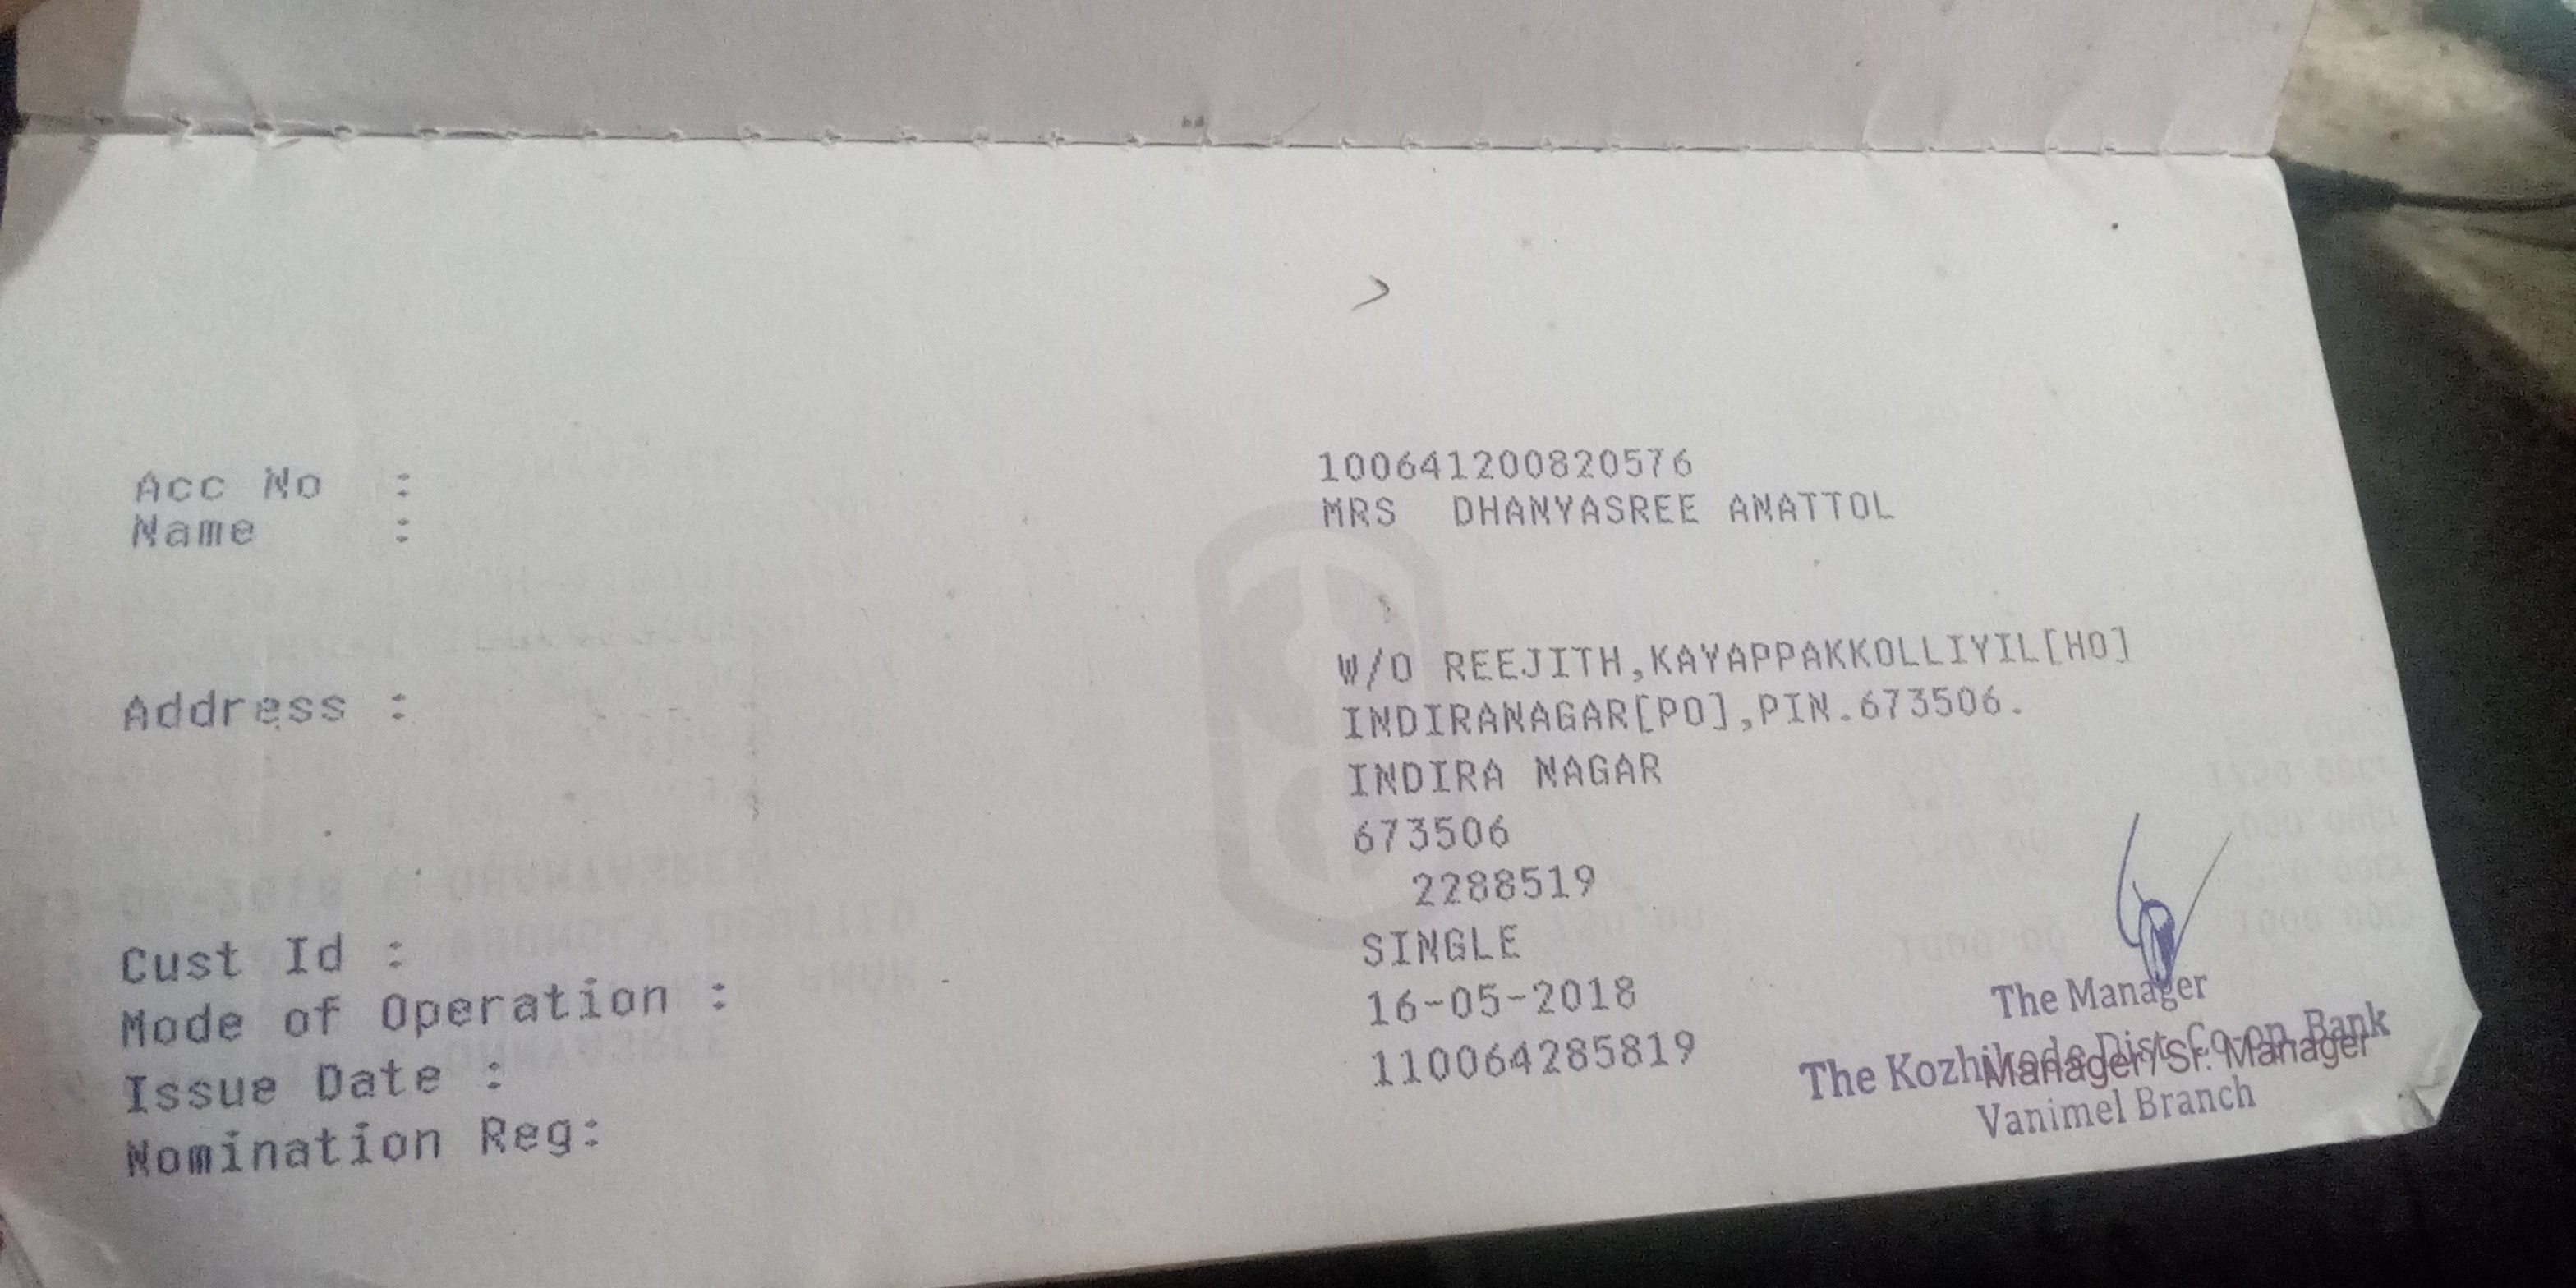 Acc No : 100641200820576
Name : MRS DHANYASREE ANATTOL
Address : W/O REEJITH,KAYAPPAKKOLLIYIL[HO]
INDIRANAGAR[PO],PIN.673506.
INDIRA NAGAR
673506
Cust Id : 2288519
Mode of Operation : SINGLE
Issue Date : 16-05-2018
Nomination Reg: 110064285819
The Manager
The Kozhikode Dist. Co-op. Bank
Manager/Sr. Manager
Vanimel Branch